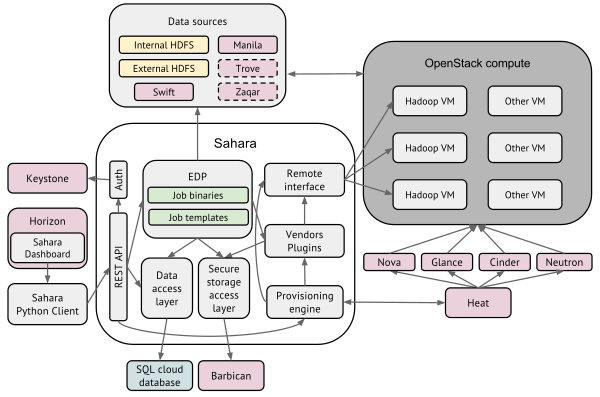 Data sources
Internal HDFS
Manila
External HDFS
Trove
Swift
Zaqar
OpenStack compute
Hadoop VM
Other VM
Hadoop VM
Other VM
Hadoop VM
Other VM
Sahara
Keystone
Auth
EDP
Job binaries
Job templates
Remote
interface
Horizon
Sahara
Dashboard
REST API
Vendors
Plugins
Sahara
Python Client
Data
access
layer
Secure
storage
access
layer
Provisioning
engine
Nova
Glance
Cinder
Neutron
Heat
SQL cloud
database
Barbican